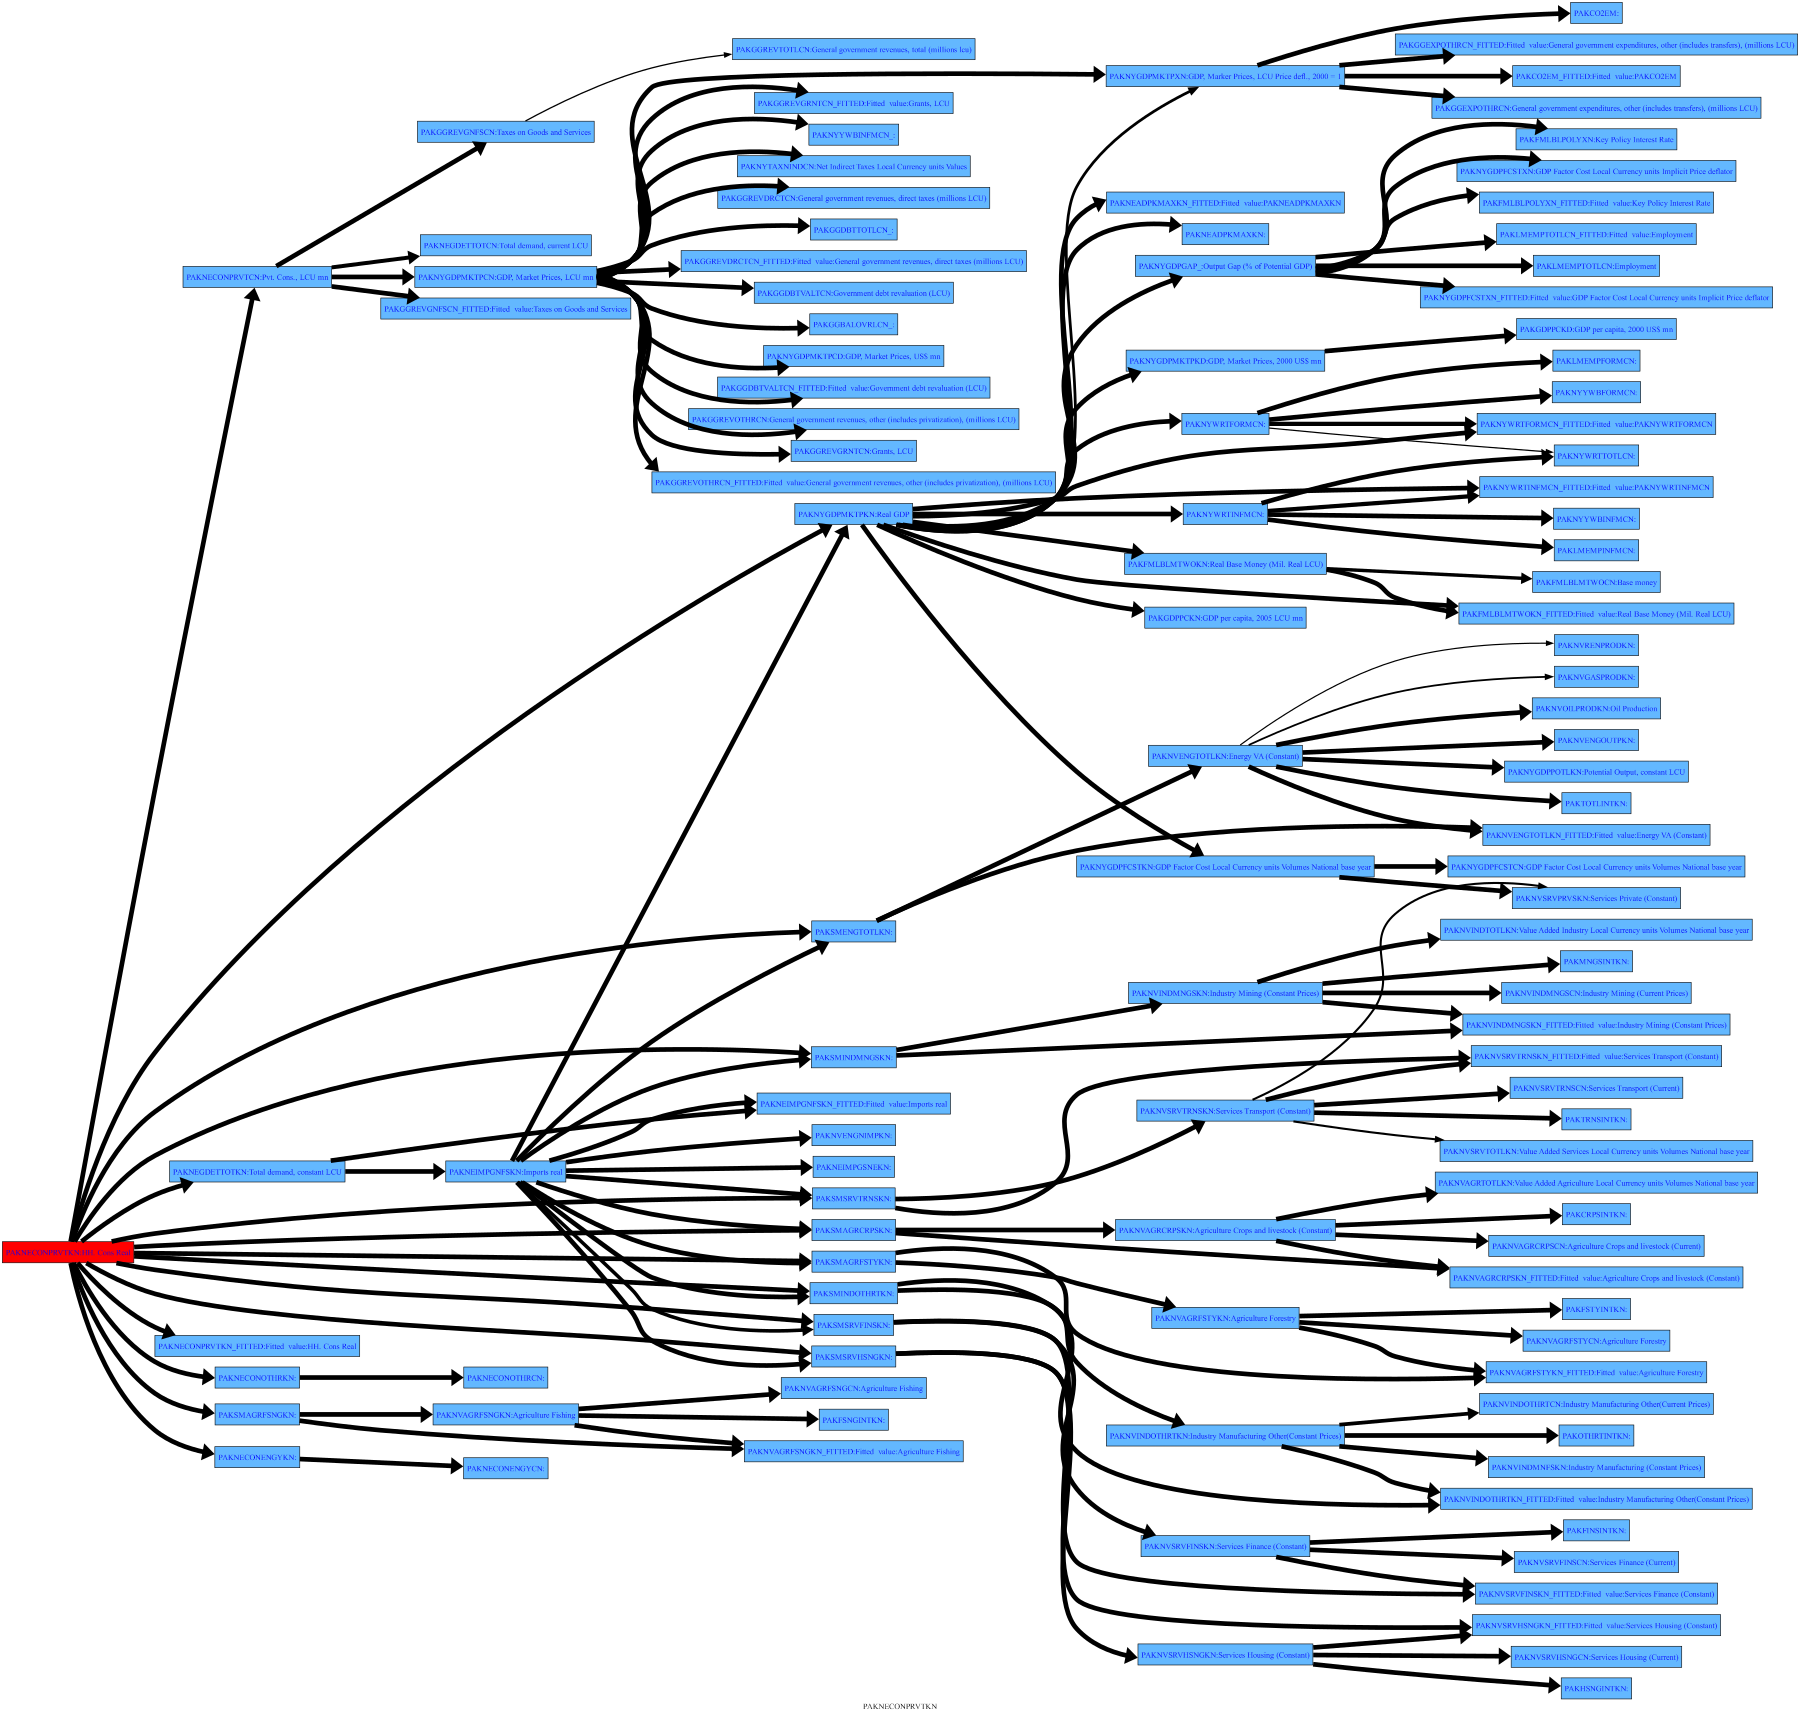 PAKCO2EM:
PAKGGEXPOTHRCN_FITTED:Fitted value:General government expenditures, other (includes transfers), (millions LCU)
PAKGGREVTOTLCN:General government revenues, total (millions lcu)
PAKNYGDPMKTPXN:GDP, Marker Prices, LCU Price defl., 2000 = 1
PAKCO2EM_FITTED:Fitted value:PAKCO2EM
PAKGGREVGRNTCN_FITTED:Fitted value:Grants, LCU
PAKGGEXPOTHRCN:General government expenditures, other (includes transfers), (millions LCU)
PAKGGREVGNFSCN:Taxes on Goods and Services
PAKNYYWBINFMCN_:
PAKFMLBLPOLYXN:Key Policy Interest Rate
PAKNYTAXNINDCN:Net Indirect Taxes Local Currency units Values
PAKNYGDPFCSTXN:GDP Factor Cost Local Currency units Implicit Price deflator
PAKGGREVDRCTCN:General government revenues, direct taxes (millions LCU)
PAKNEADPKMAXKN_FITTED:Fitted value:PAKNEADPKMAXKN
PAKFMLBLPOLYXN_FITTED:Fitted value:Key Policy Interest Rate
PAKGGDBTTOTLCN_:
PAKNEADPKMAXKN:
PAKLMEMPTOTLCN_FITTED:Fitted value:Employment
PAKNEGDETTOTCN:Total demand, current LCU
PAKGGREVDRCTCN_FITTED:Fitted value:General government revenues, direct taxes (millions LCU)
PAKNYGDPGAP_:Output Gap (% of Potential GDP)
PAKLMEMPTOTLCN:Employment
PAKNECONPRVTCN:Pvt. Cons., LCU mn
PAKNYGDPMKTPCN:GDP, Market Prices, LCU mn
PAKGGDBTVALTCN:Government debt revaluation (LCU)
PAKNYGDPFCSTXN_FITTED:Fitted value:GDP Factor Cost Local Currency units Implicit Price deflator
PAKGGREVGNFSCN_FITTED:Fitted value:Taxes on Goods and Services
PAKGGBALOVRLCN_:
PAKGDPPCKD:GDP per capita, 2000 US$ mn
PAKNYGDPMKTPCD:GDP, Market Prices, US$ mn
PAKNYGDPMKTPKD:GDP, Market Prices, 2000 US$ mn
PAKLMEMPFORMCN:
PAKGGDBTVALTCN_FITTED:Fitted value:Government debt revaluation (LCU)
PAKNYYWBFORMCN:
PAKGGREVOTHRCN:General government revenues, other (includes privatization), (millions LCU)
PAKNYWRTFORMCN:
PAKNYWRTFORMCN_FITTED:Fitted value:PAKNYWRTFORMCN
PAKGGREVGRNTCN:Grants, LCU
PAKNYWRTTOTLCN:
PAKGGREVOTHRCN_FITTED:Fitted value:General government revenues, other (includes privatization), (millions LCU)
PAKNYWRTINFMCN_FITTED:Fitted value:PAKNYWRTINFMCN
PAKNYGDPMKTPKN:Real GDP
PAKNYWRTINFMCN:
PAKNYYWBINFMCN:
PAKLMEMPINFMCN:
PAKFMLBLMTWOKN:Real Base Money (Mil. Real LCU)
PAKFMLBLMTWOCN:Base money
PAKGDPPCKN:GDP per capita, 2005 LCU mn
PAKFMLBLMTWOKN_FITTED:Fitted value:Real Base Money (Mil. Real LCU)
PAKNVRENPRODKN:
PAKNVGASPRODKN:
PAKNVOILPRODKN:Oil Production
PAKNVENGOUTPKN:
PAKNVENGTOTLKN:Energy VA (Constant)
PAKNYGDPPOTLKN:Potential Output, constant LCU
PAKTOTLINTKN:
PAKNVENGTOTLKN_FITTED:Fitted value:Energy VA (Constant)
PAKNYGDPFCSTKN:GDP Factor Cost Local Currency units Volumes National base year
PAKNYGDPFCSTCN:GDP Factor Cost Local Currency units Volumes National base year
PAKNVSRVPRVSKN:Services Private (Constant)
PAKSMENGTOTLKN:
PAKNVINDTOTLKN:Value Added Industry Local Currency units Volumes National base year
PAKMNGSINTKN:
PAKNVINDMNGSKN:Industry Mining (Constant Prices)
PAKNVINDMNGSCN:Industry Mining (Current Prices)
PAKNVINDMNGSKN_FITTED:Fitted value:Industry Mining (Constant Prices)
PAKSMINDMNGSKN:
PAKNVSRVTRNSKN_FITTED:Fitted value:Services Transport (Constant)
PAKNVSRVTRNSCN:Services Transport (Current)
PAKNEIMPGNFSKN_FITTED:Fitted value:Imports real
PAKNVSRVTRNSKN:Services Transport (Constant)
PAKTRNSINTKN:
PAKNVENGNIMPKN:
PAKNVSRVTOTLKN:Value Added Services Local Currency units Volumes National base year
PAKNEGDETTOTKN:Total demand, constant LCU
PAKNEIMPGNFSKN:Imports real
PAKNEIMPGSNEKN:
PAKNVAGRTOTLKN:Value Added Agriculture Local Currency units Volumes National base year
PAKSMSRVTRNSKN:
PAKCRPSINTKN:
PAKSMAGRCRPSKN:
PAKNVAGRCRPSKN:Agriculture Crops and livestock (Constant)
PAKNVAGRCRPSCN:Agriculture Crops and livestock (Current)
PAKNECONPRVTKN:HH. Cons Real
PAKSMAGRFSTYKN:
PAKNVAGRCRPSKN_FITTED:Fitted value:Agriculture Crops and livestock (Constant)
PAKSMINDOTHRTKN:
PAKFSTYINTKN:
PAKSMSRVFINSKN:
PAKNVAGRFSTYKN:Agriculture Forestry
PAKNVAGRFSTYCN:Agriculture Forestry
PAKNECONPRVTKN_FITTED:Fitted value:HH. Cons Real
PAKSMSRVHSNGKN:
PAKNVAGRFSTYKN_FITTED:Fitted value:Agriculture Forestry
PAKNECONOTHRKN:
PAKNECONOTHRCN:
PAKNVAGRFSNGCN:Agriculture Fishing
PAKNVINDOTHRTCN:Industry Manufacturing Other(Current Prices)
PAKSMAGRFSNGKN:
PAKNVAGRFSNGKN:Agriculture Fishing
PAKFSNGINTKN:
PAKNVINDOTHRTKN:Industry Manufacturing Other(Constant Prices)
PAKOTHRTINTKN:
PAKNVAGRFSNGKN_FITTED:Fitted value:Agriculture Fishing
PAKNECONENGYKN:
PAKNECONENGYCN:
PAKNVINDMNFSKN:Industry Manufacturing (Constant Prices)
PAKNVINDOTHRTKN_FITTED:Fitted value:Industry Manufacturing Other(Constant Prices)
PAKFINSINTKN:
PAKNVSRVFINSKN:Services Finance (Constant)
PAKNVSRVFINSCN:Services Finance (Current)
PAKNVSRVFINSKN_FITTED:Fitted value:Services Finance (Constant)
PAKNVSRVHSNGKN_FITTED:Fitted value:Services Housing (Constant)
PAKNVSRVHSNGKN:Services Housing (Constant)
PAKNVSRVHSNGCN:Services Housing (Current)
PAKHSNGINTKN:
PAKNECONPRVTKN